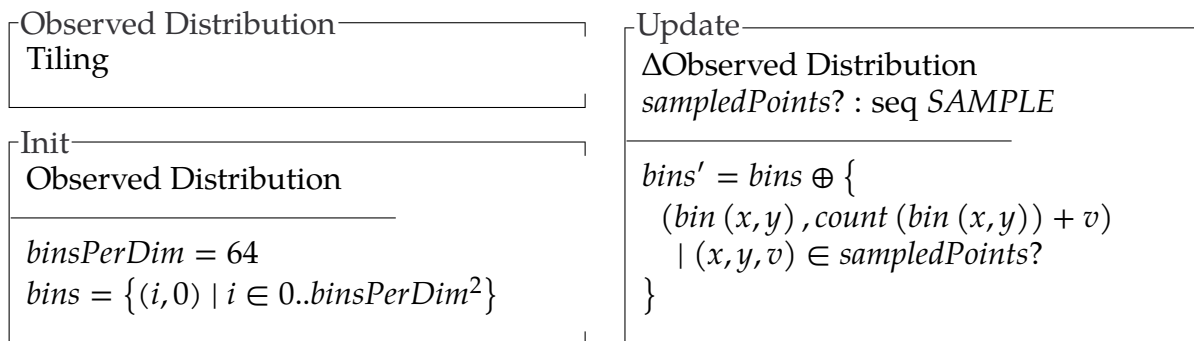 Observed Distribution
Tiling
Init
Observed Distribution
binsPerDim = 64
bins = {(i, 0) | i ∈ 0..binsPerDim²}
Update
ΔObserved Distribution
sampledPoints? : seq SAMPLE
bins′ = bins ⊕ {
(bin (x, y) , count (bin (x, y)) + v)
| (x, y, v) ∈ sampledPoints?
}